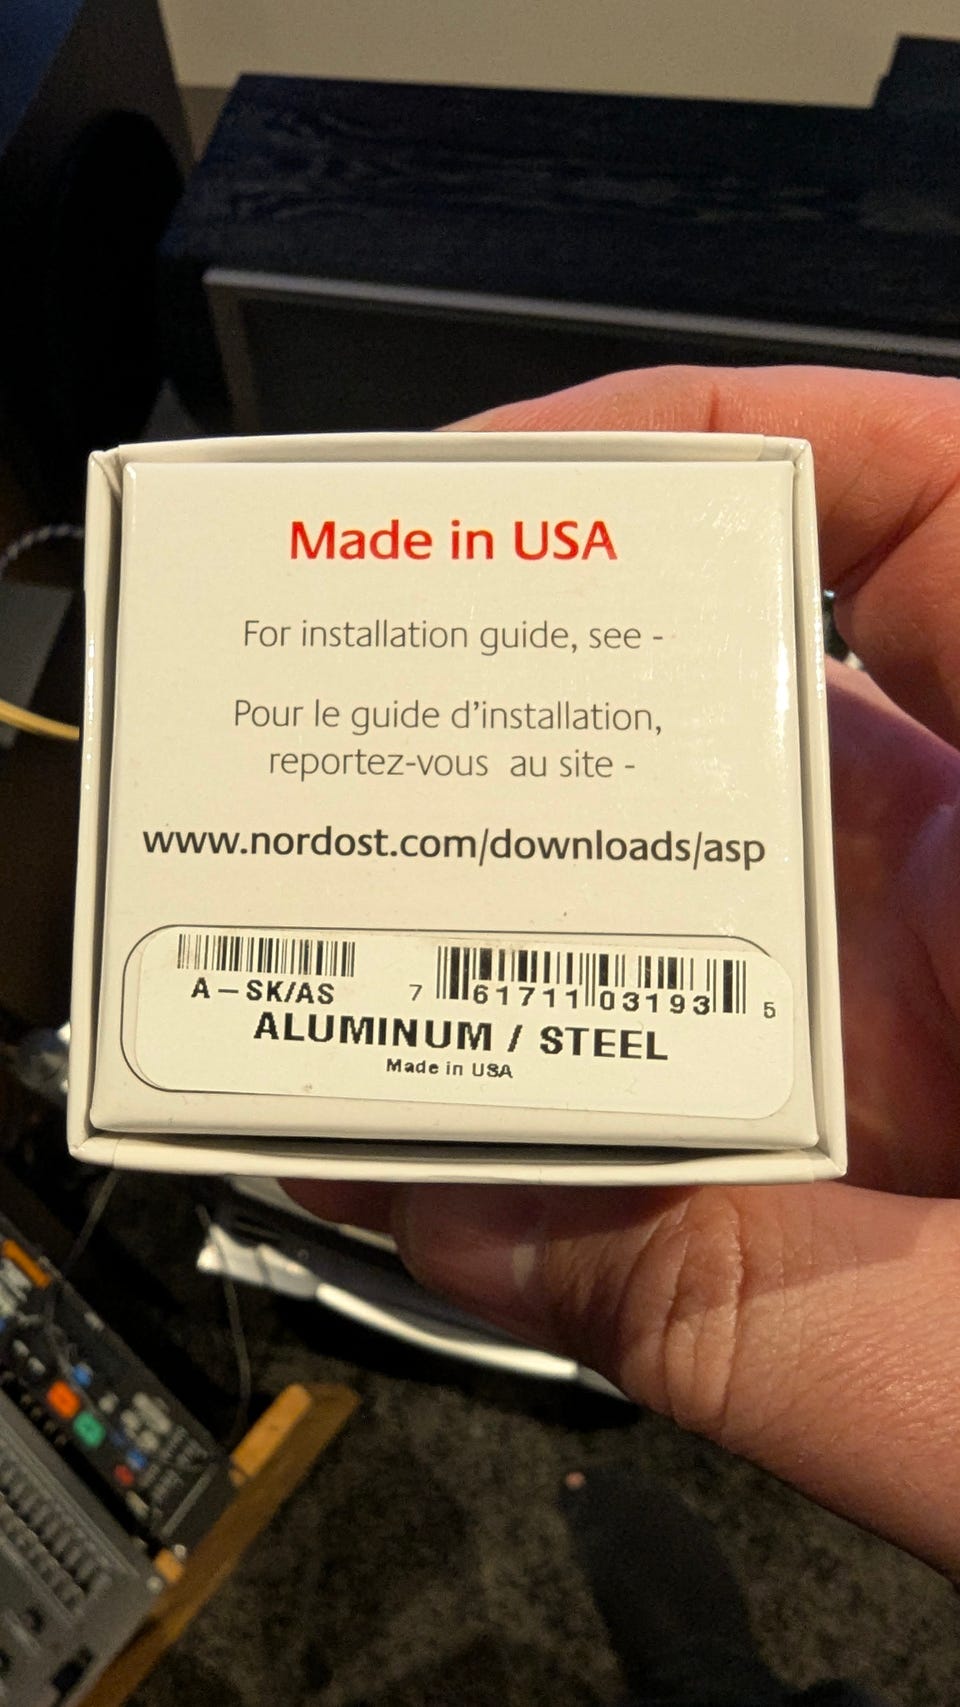 Made in USA
For installation guide, see -
Pour le guide d'installation,
reportez-vous au site -
www.nordost.com/downloads/asp
A-SK/AS
7 61711 03193 5
ALUMINUM / STEEL
Made in USA